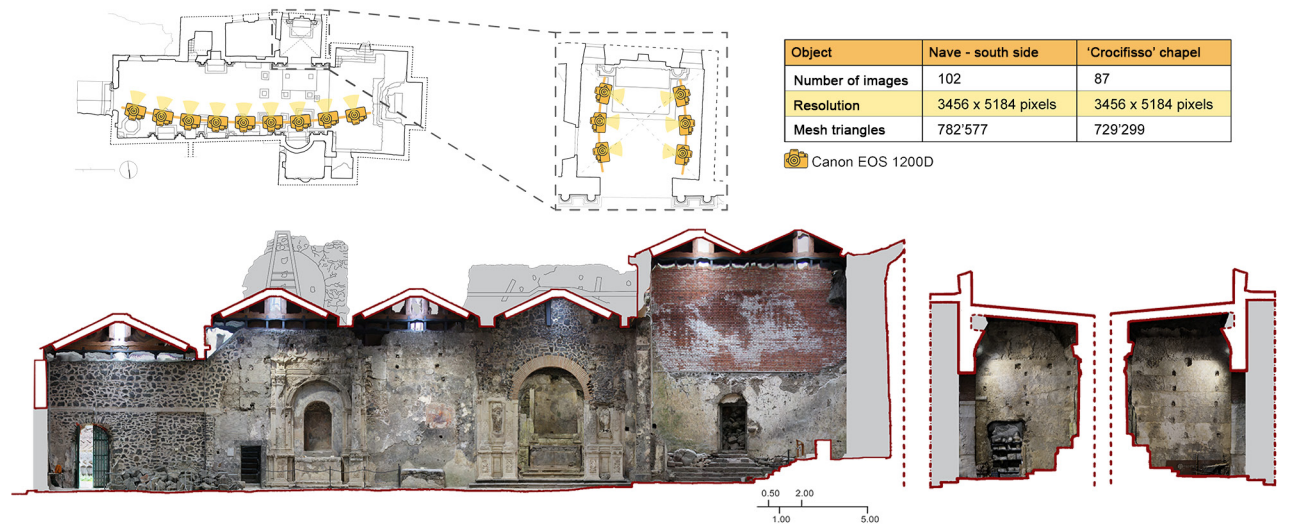 Object Nave - south side ‘Crocifisso’ chapel
Number of images 102 87
Resolution 3456 x 5184 pixels 3456 x 5184 pixels
Mesh triangles 782’577 729’299
Canon EOS 1200D
0.50 2.00
1.00 5.00